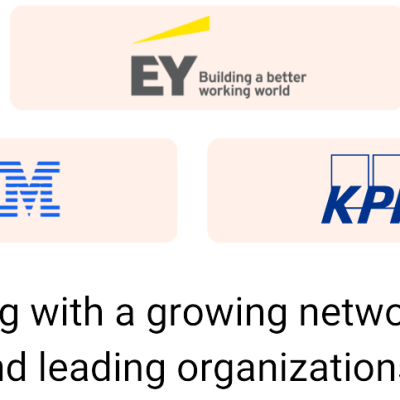 EY Building a better
working world
M KP
g with a growing netwo
nd leading organizations